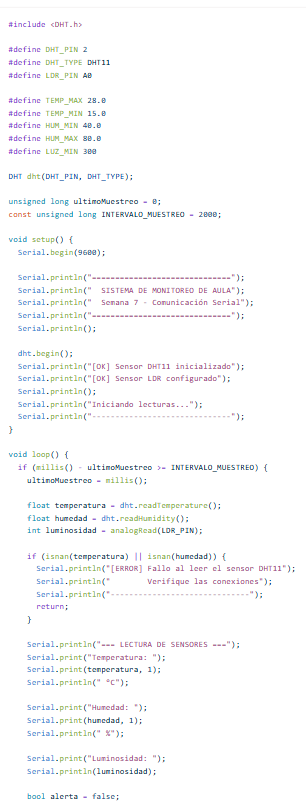 #include <DHT.h>
#define DHT_PIN 2
#define DHT_TYPE DHT11
#define LDR_PIN A0
#define TEMP_MAX 28.0
#define TEMP_MIN 15.0
#define HUM_MIN 40.0
#define HUM_MAX 80.0
#define LUZ_MIN 300
DHT dht(DHT_PIN, DHT_TYPE);
unsigned long ultimoMuestreo = 0;
const unsigned long INTERVALO_MUESTREO = 2000;
void setup() {
  Serial.begin(9600);
  Serial.println("==============================");
  Serial.println("  SISTEMA DE MONITOREO DE AULA");
  Serial.println("  Semana 7 - Comunicación Serial");
  Serial.println("==============================");
  Serial.println();
  dht.begin();
  Serial.println("[OK] Sensor DHT11 inicializado");
  Serial.println("[OK] Sensor LDR configurado");
  Serial.println();
  Serial.println("Iniciando lecturas...");
  Serial.println("------------------------------");
}
void loop() {
  if (millis() - ultimoMuestreo >= INTERVALO_MUESTREO) {
    ultimoMuestreo = millis();
    float temperatura = dht.readTemperature();
    float humedad = dht.readHumidity();
    int luminosidad = analogRead(LDR_PIN);
    if (isnan(temperatura) || isnan(humedad)) {
      Serial.println("[ERROR] Fallo al leer el sensor DHT11");
      Serial.println("        Verifique las conexiones");
      Serial.println("------------------------------");
      return;
    }
    Serial.println("=== LECTURA DE SENSORES ===");
    Serial.print("Temperatura: ");
    Serial.print(temperatura, 1);
    Serial.println(" °C");
    Serial.print("Humedad: ");
    Serial.print(humedad, 1);
    Serial.println(" %");
    Serial.print("Luminosidad: ");
    Serial.println(luminosidad);
    bool alerta = false;